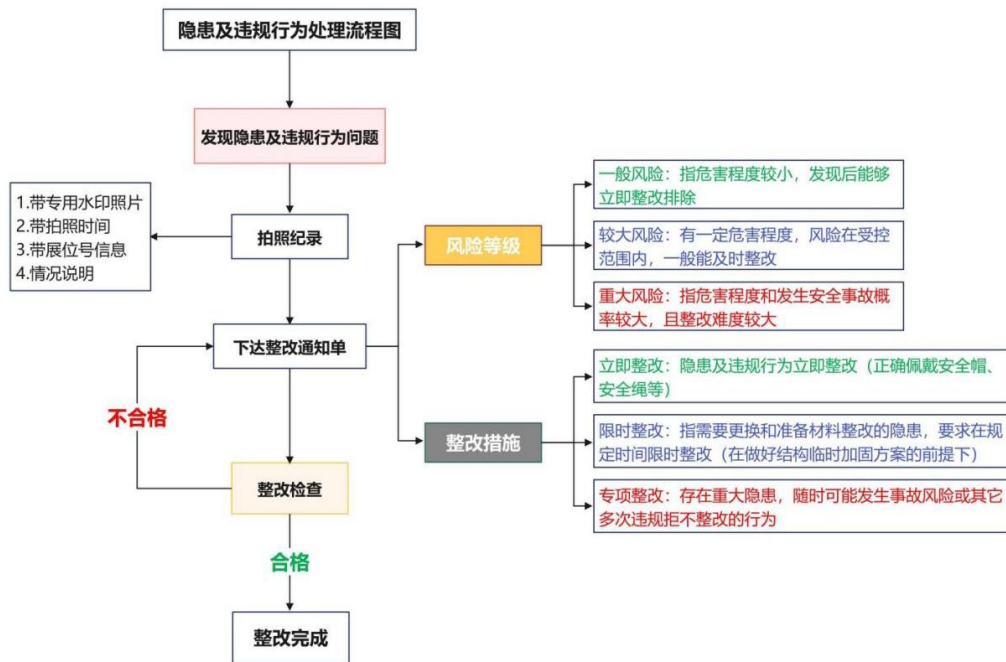 隐患及违规行为处理流程图
发现隐患及违规行为问题
1.带专用水印照片
2.带拍照时间
3.带展位号信息
4.情况说明
拍照纪录
下达整改通知单
不合格
整改检查
合格
整改完成
风险等级
一般风险：指危害程度较小，发现后能够
立即整改排除
较大风险：有一定危害程度，风险在受控
范围内，一般能及时整改
重大风险：指危害程度和发生安全事故概
率较大，且整改难度较大
整改措施
立即整改：隐患及违规行为立即整改（正确佩戴安全帽、
安全绳等）
限时整改：指需要更换和准备材料整改的隐患，要求在规
定时间限时整改（在做好结构临时加固方案的前提下）
专项整改：存在重大隐患，随时可能发生事故风险或其它
多次违规拒不整改的行为